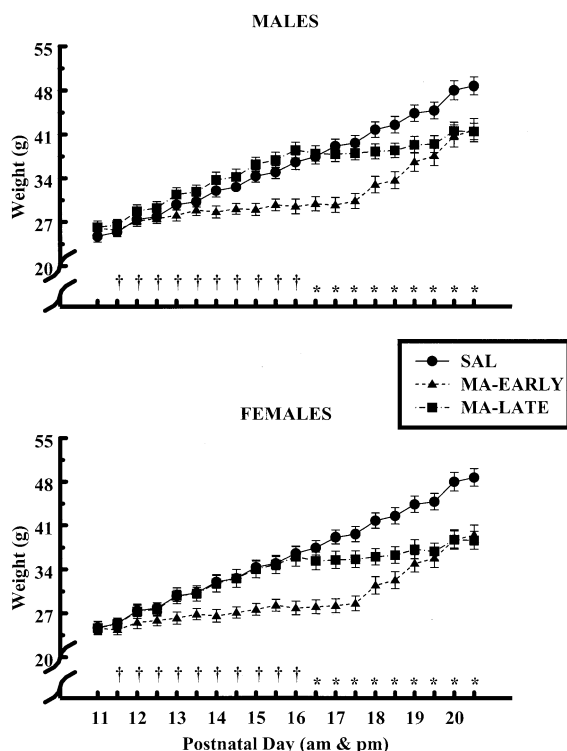 MALES
55
48
41
34
27
20
Weight (g)
† † † † † † † † † † * * * * * * * * *
SAL
MA-EARLY
MA-LATE
FEMALES
55
48
41
34
27
20
Weight (g)
† † † † † † † † † † * * * * * * * * *
11 12 13 14 15 16 17 18 19 20
Postnatal Day (am & pm)